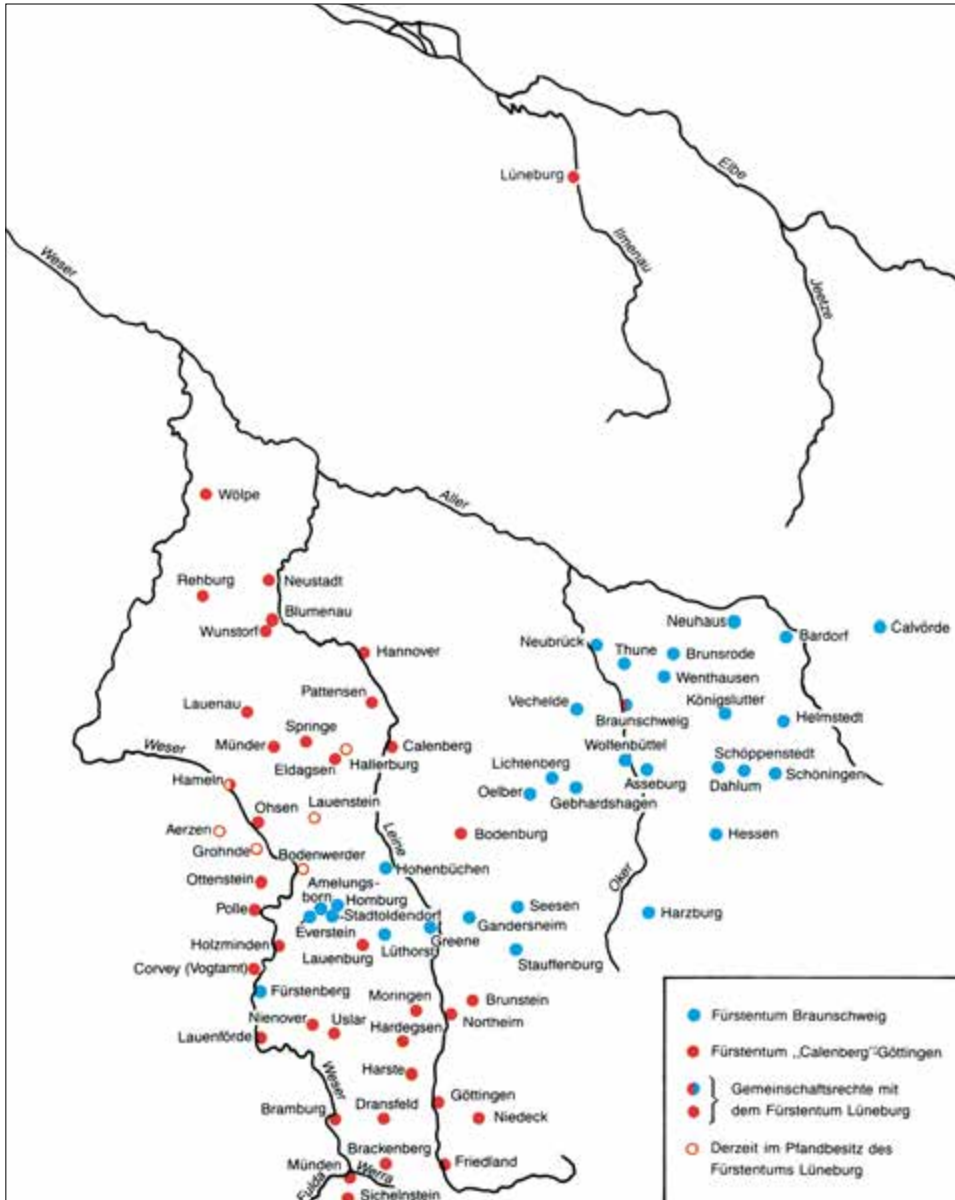 Elbe
Lüneburg
Ilmenau
Jeetze
Weser
Wölpe
Aller
Rehburg
Neustadt
Blumenau
Wunstorf
Hannover
Neuhaus
Calvörde
Neubrück
Bardorf
Thune
Brunsrode
Wenthausen
Pattensen
Lauenau
Vechelde
Königslutter
Springe
Braunschweig
Helmstedt
Weser
Münder
Calenberg
Eldagsen
Hallerburg
Wolfenbüttel
Schöppenstedt
Hameln
Lichtenberg
Asseburg
Dahlum
Schöningen
Oelber
Gebhardshagen
Ohsen
Lauenstein
Aerzen
Leine
Bodenburg
Hessen
Grohnde
Bodenwerder
Hohenbüchen
Oker
Ottenstein
Amelungs-
born
Homburg
Polle
Stadtoldendorf
Seesen
Harzburg
Everstein
Gandersheim
Greene
Holzminden
Lauenburg
Lüthorst
Stauffenburg
Corvey (Vogtamt)
Fürstenberg
Moringen
Brunstein
Nienover
Uslar
Northeim
Lauenförde
Hardegsen
Weser
Harste
Göttingen
Bramburg
Dransfeld
Niedeck
Brackenberg
Münden
Werra
Friedland
Fulda
Sichelnstein
Fürstentum Braunschweig
Fürstentum „Calenberg"-Göttingen
Gemeinschaftsrechte mit
dem Fürstentum Lüneburg
Derzeit im Pfandbesitz des
Fürstentums Lüneburg